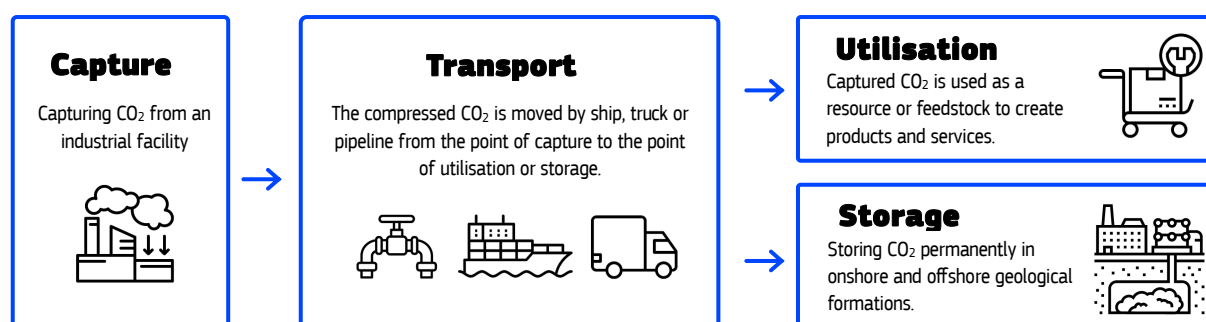 Capture
Capturing CO₂ from an
industrial facility
Transport
The compressed CO₂ is moved by ship, truck or
pipeline from the point of capture to the point
of utilisation or storage.
Utilisation
Captured CO₂ is used as a
resource or feedstock to create
products and services.
Storage
Storing CO₂ permanently in
onshore and offshore geological
formations.